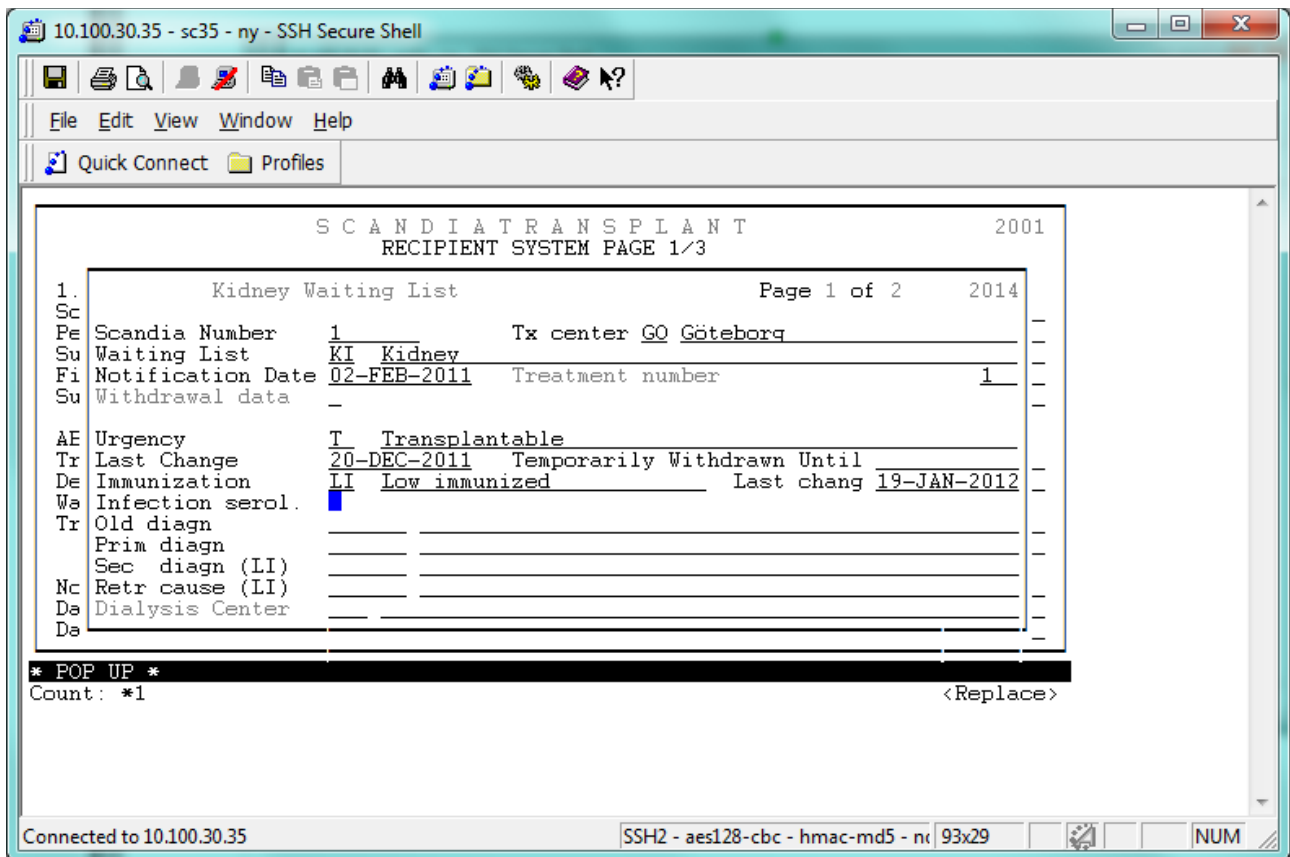 10.100.30.35 - sc35 - ny - SSH Secure Shell
File Edit View Window Help
Quick Connect Profiles
S C A N D I A T R A N S P L A N T 2001
RECIPIENT SYSTEM PAGE 1/3
1. Kidney Waiting List Page 1 of 2 2014
Sc
Pe Scandia Number 1 Tx center GO Göteborg
Su Waiting List KI Kidney
Fi Notification Date 02-FEB-2011 Treatment number 1
Su Withdrawal data
AE Urgency T Transplantable
Tr Last Change 20-DEC-2011 Temporarily Withdrawn Until
De Immunization LI Low immunized Last chang 19-JAN-2012
Wa Infection serol.
Tr Old diagn
Prim diagn
Sec diagn (LI)
Nc Retr cause (LI)
Da Dialysis Center
Da
* POP UP *
Count: *1 <Replace>
Connected to 10.100.30.35 SSH2 - aes128-cbc - hmac-md5 - nc 93x29 NUM